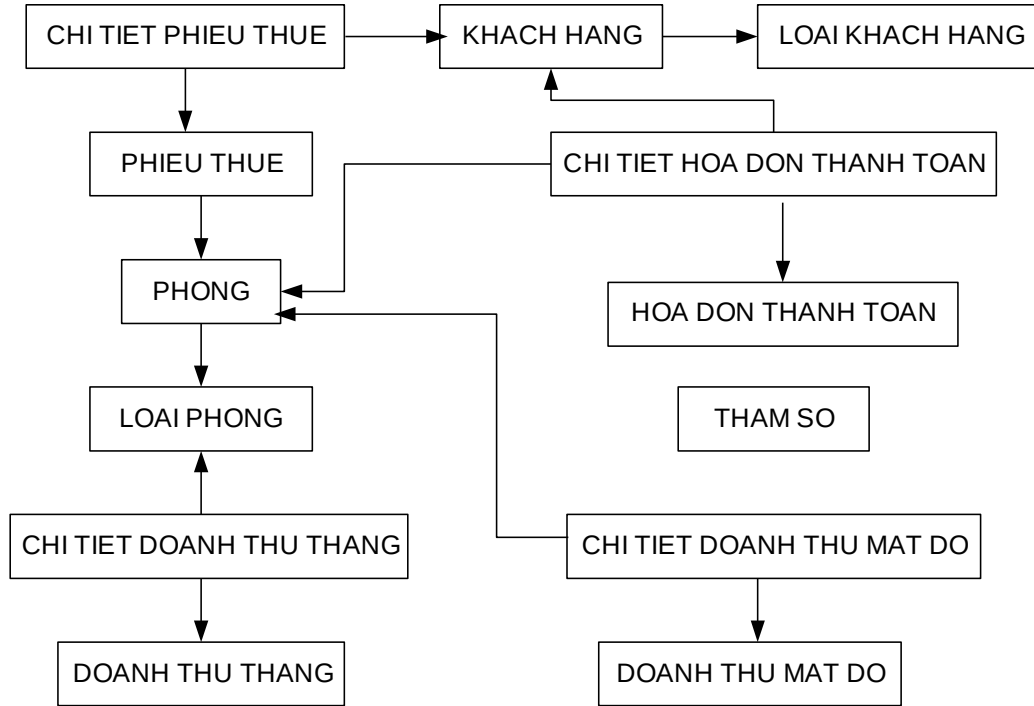 CHI TIET PHIEU THUE
KHACH HANG
LOAI KHACH HANG
PHIEU THUE
CHI TIET HOA DON THANH TOAN
PHONG
HOA DON THANH TOAN
LOAI PHONG
THAM SO
CHI TIET DOANH THU THANG
CHI TIET DOANH THU MAT DO
DOANH THU THANG
DOANH THU MAT DO